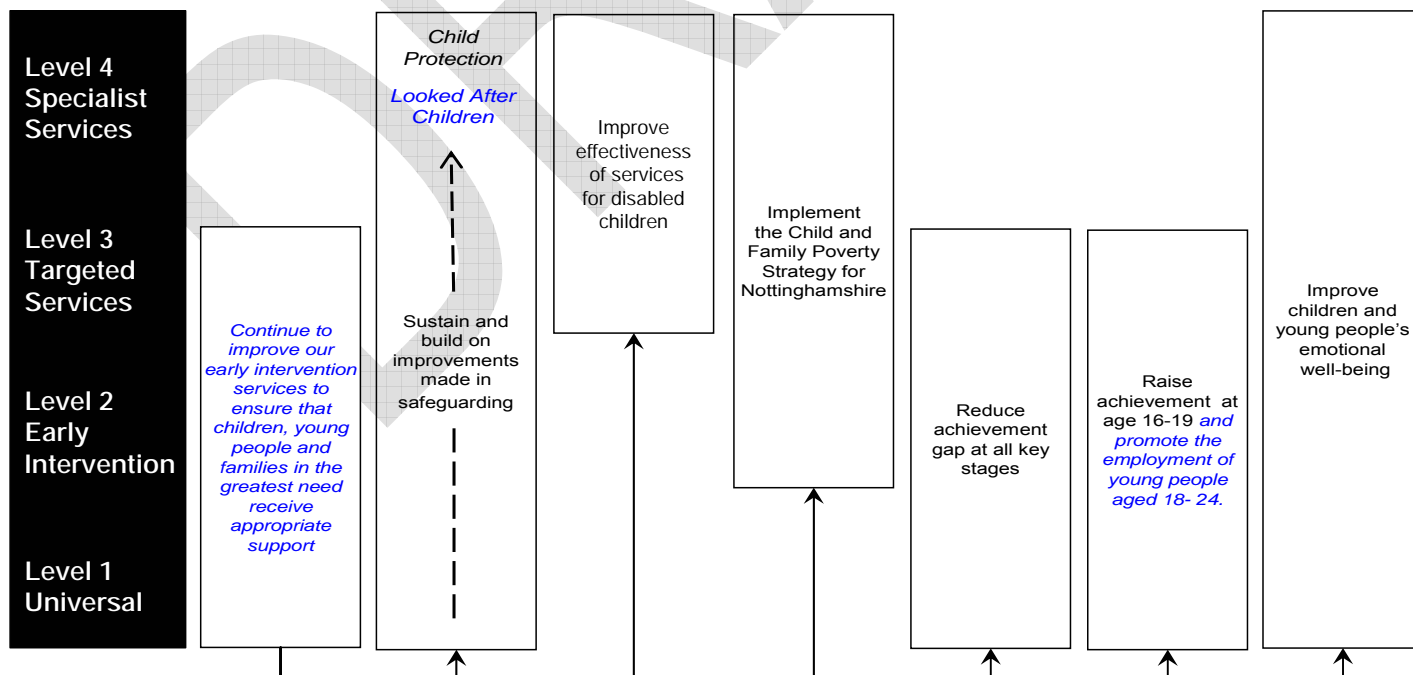 Level 4
Specialist
Services
Level 3
Targeted
Services
Level 2
Early
Intervention
Level 1
Universal
Continue to
improve our
early intervention
services to
ensure that
children, young
people and
families in the
greatest need
receive
appropriate
support
Child
Protection
Looked After
Children
Sustain and
build on
improvements
made in
safeguarding
Improve
effectiveness
of services
for disabled
children
Implement
the Child and
Family Poverty
Strategy for
Nottinghamshire
Reduce
achievement
gap at all key
stages
Raise
achievement at
age 16-19 and
promote the
employment of
young people
aged 18- 24.
Improve
children and
young people's
emotional
well-being